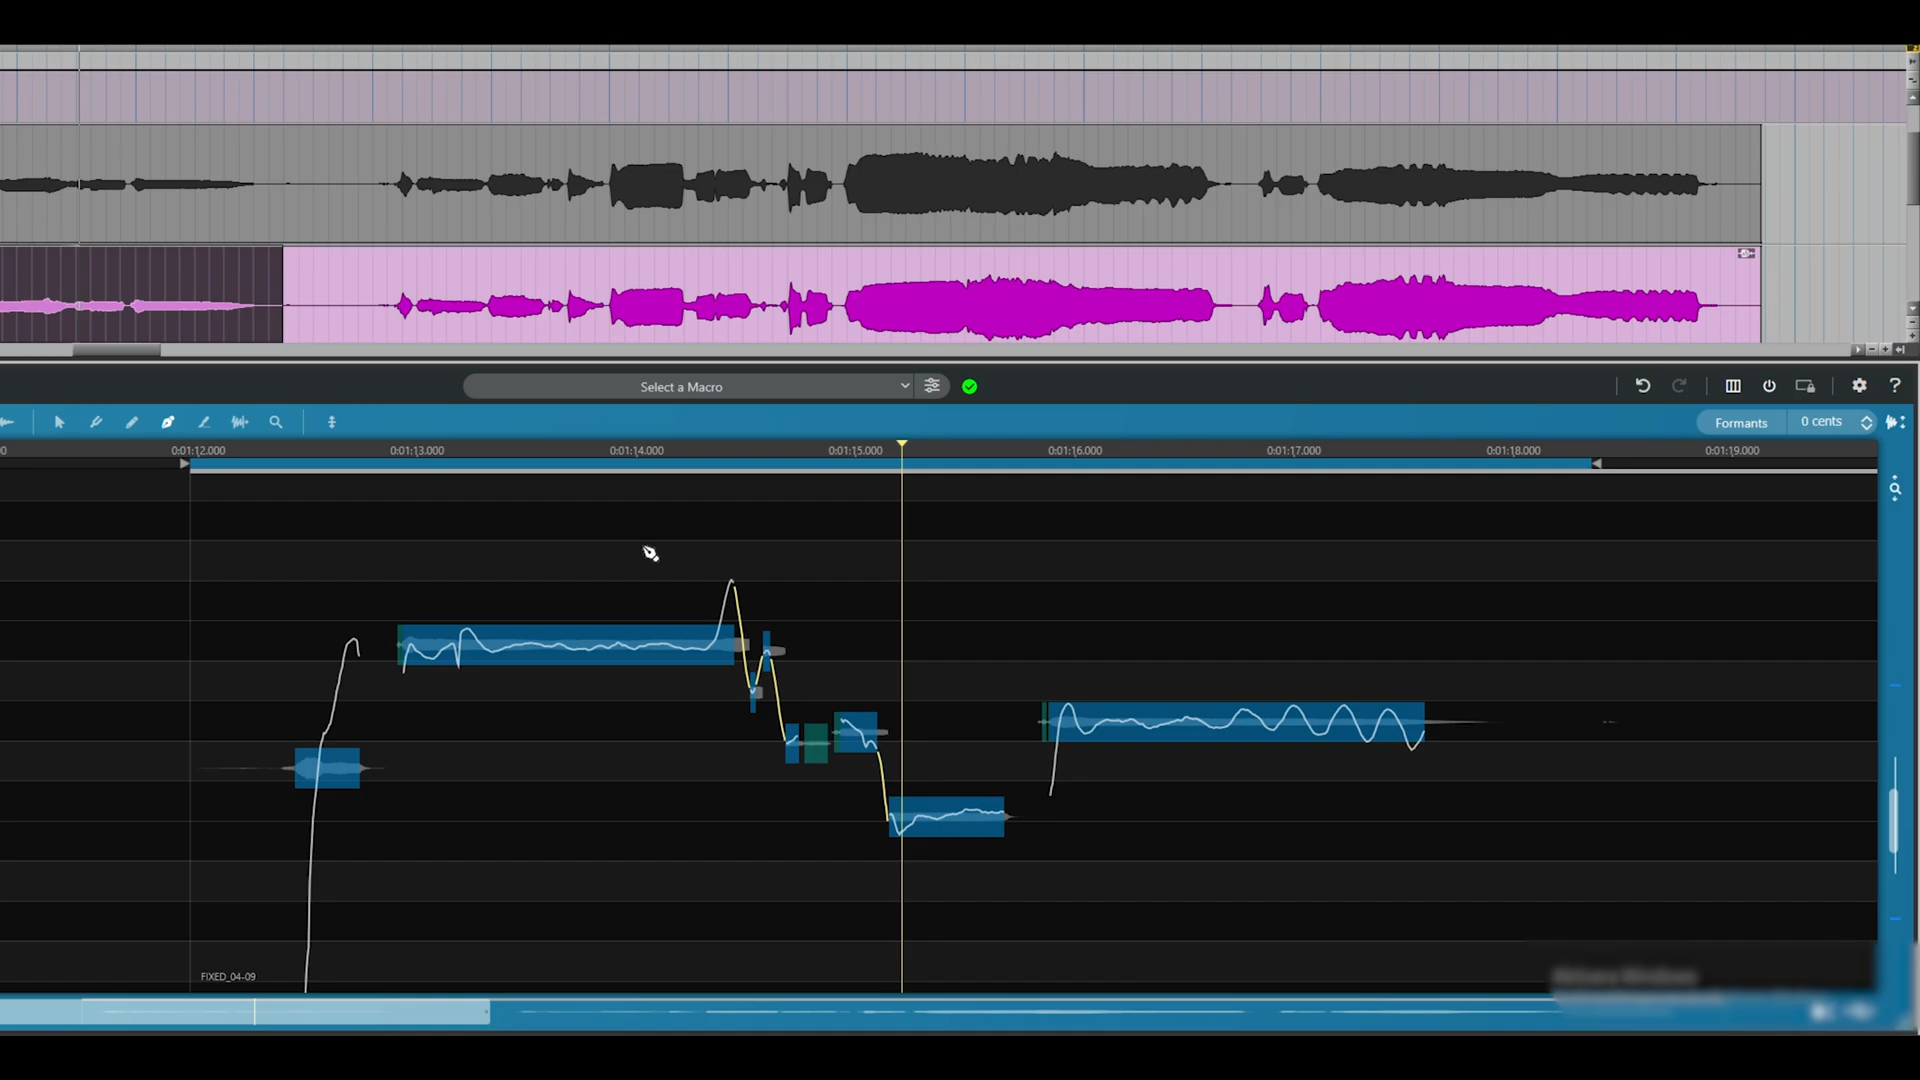 Select a Macro
?
Formants
0 cents
0
0:01:12.000
0:01:13.000
0:01:14.000
0:01:15.000
0:01:16.000
0:01:17.000
0:01:18.000
0:01:19.000
FIXED_04-09